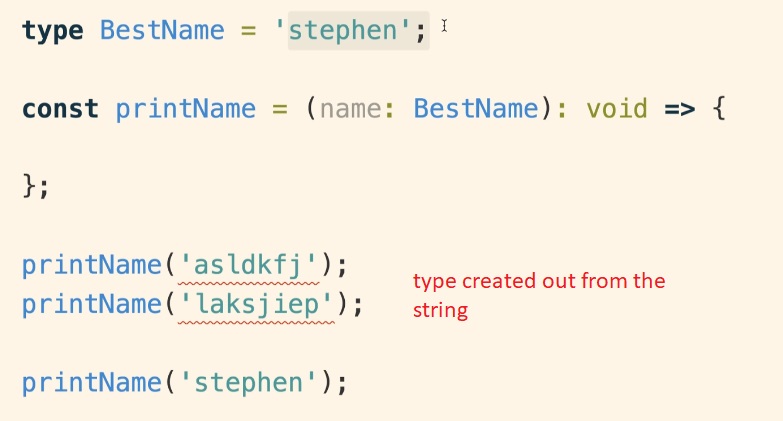 type BestName = 'stephen';
const printName = (name: BestName): void => {
};
printName('asldkfj');
printName('laksjiep');
type created out from the
string
printName('stephen');